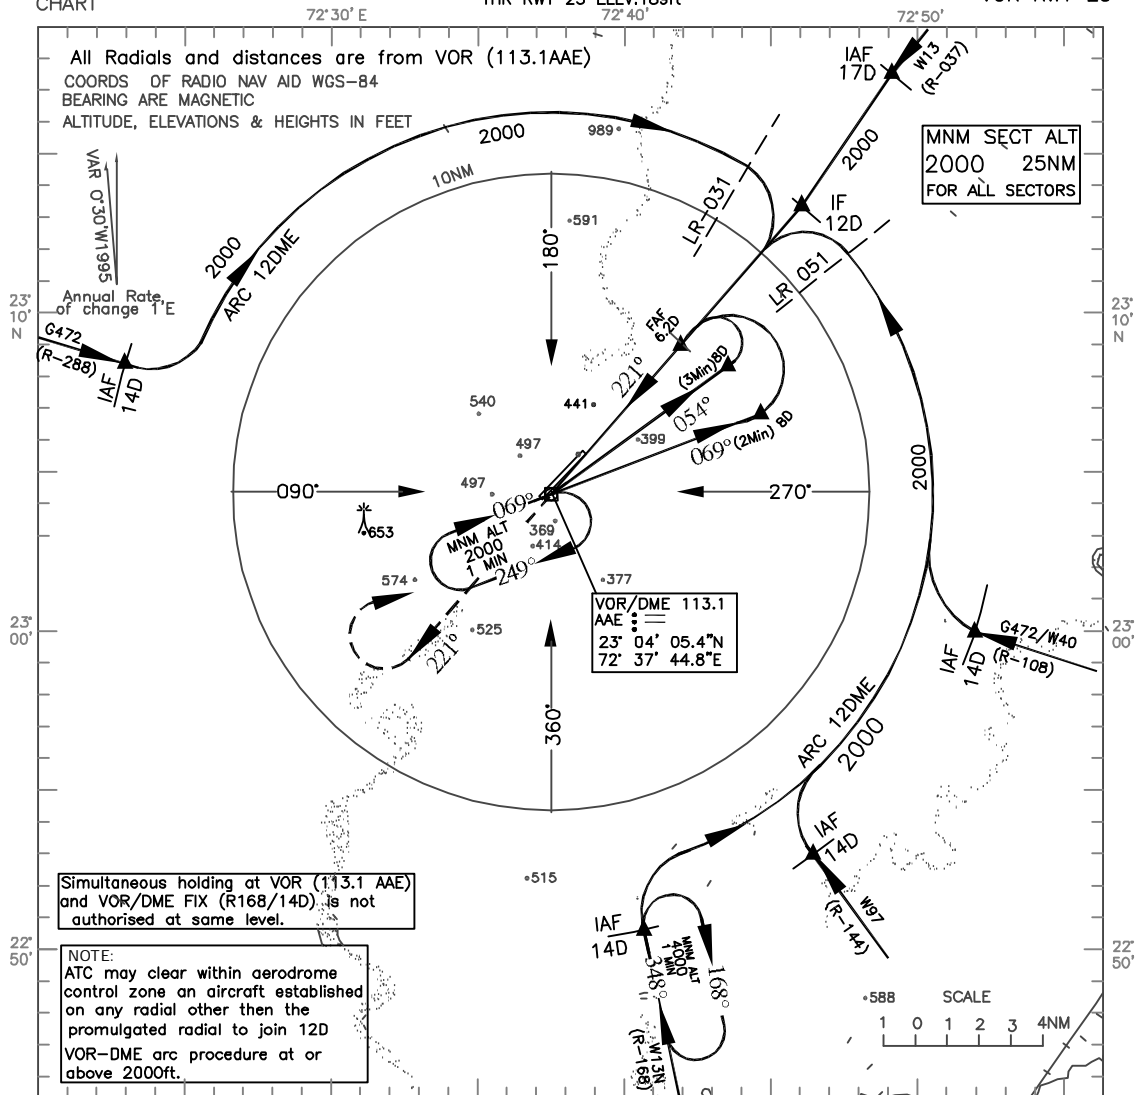 CHART
THR RWY 23 ELEV.189ft
72°30' E
72°40'
72°50'
All Radials and distances are from VOR (113.1AAE)
COORDS OF RADIO NAV AID WGS-84
BEARING ARE MAGNETIC
ALTITUDE, ELEVATIONS & HEIGHTS IN FEET
VAR 0°30'W1995
Annual Rate
of change 1'E
IAF
17D
W13
(R-037)
2000
MNM SECT ALT
2000 25NM
FOR ALL SECTORS
2000
989
10NM
LR-031
IF
12D
591
180°
LR 051
2000
ARC 12DME
23°
10'
N
23°
10'
N
G472
(R-288)
IAF
14D
FAF
6.2D
221°
(3Min)8D
054°
069°
(2Min) 8D
540
441
399
497
497
2000
090°
270°
069°
653
MNM ALT
2000
1 MIN
249°
369
414
574
377
525
221°
VOR/DME 113.1
AAE
23° 04' 05.4"N
72° 37' 44.8"E
23°
00'
23°
00'
G472/W40
(R-108)
IAF
14D
360°
ARC 12DME
2000
IAF
14D
W97
(R-144)
515
Simultaneous holding at VOR (113.1 AAE)
and VOR/DME FIX (R168/14D) is not
authorised at same level.
IAF
14D
MNM ALT
4000
1 MIN
348°
168°
W13N
(R-168)
22°
50'
22°
50'
NOTE:
ATC may clear within aerodrome
control zone an aircraft established
on any radial other then the
promulgated radial to join 12D
VOR-DME arc procedure at or
above 2000ft.
588
SCALE
1 0 1 2 3 4NM